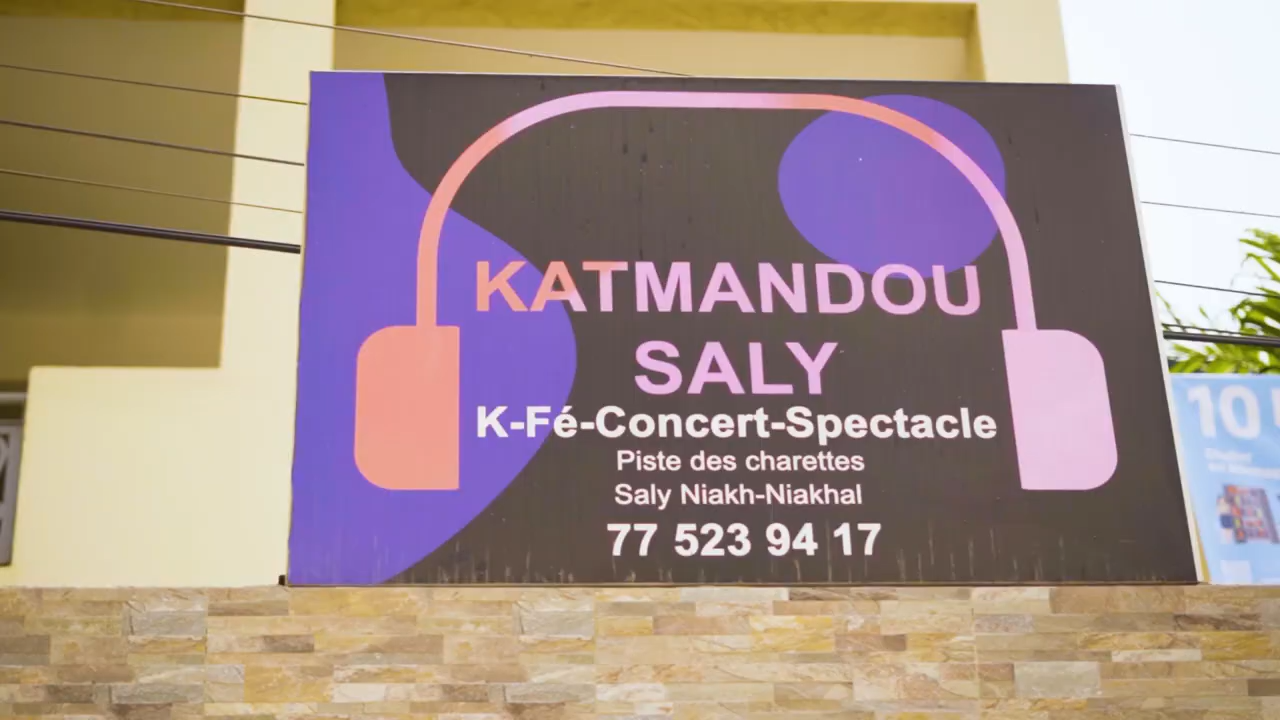 KATMANDOU
SALY
K-Fé-Concert-Spectacle
Piste des charettes
Saly Niakh-Niakhal
77 523 94 17
10